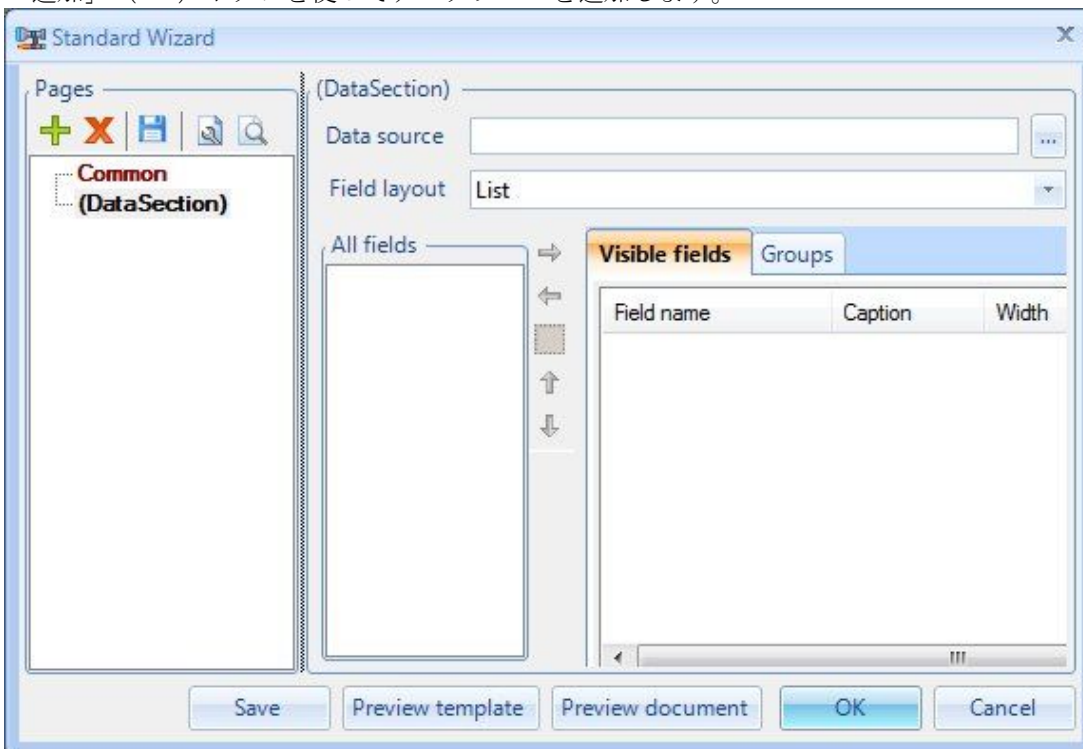 Standard Wizard
Pages
Common
(DataSection)
(DataSection)
Data source
...
Field layout
List
All fields
Visible fields
Groups
Field name
Caption
Width
Save
Preview template
Preview document
OK
Cancel